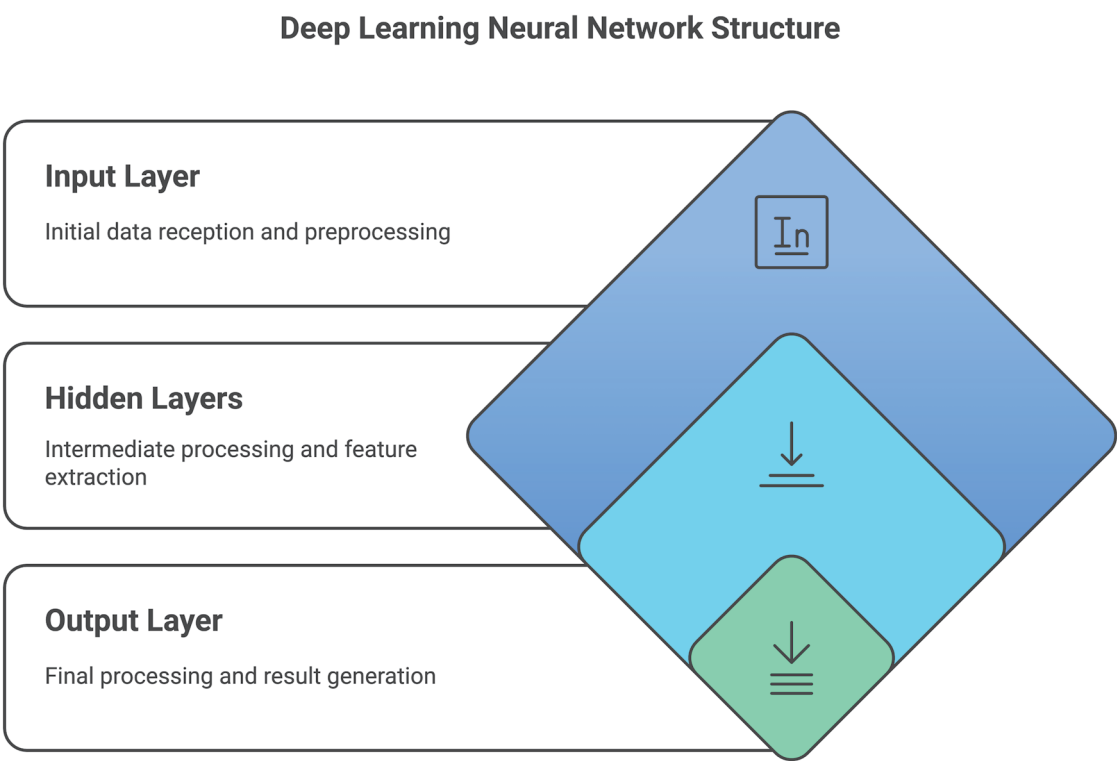 Deep Learning Neural Network Structure
Input Layer
Initial data reception and preprocessing
In
Hidden Layers
Intermediate processing and feature
extraction
Output Layer
Final processing and result generation